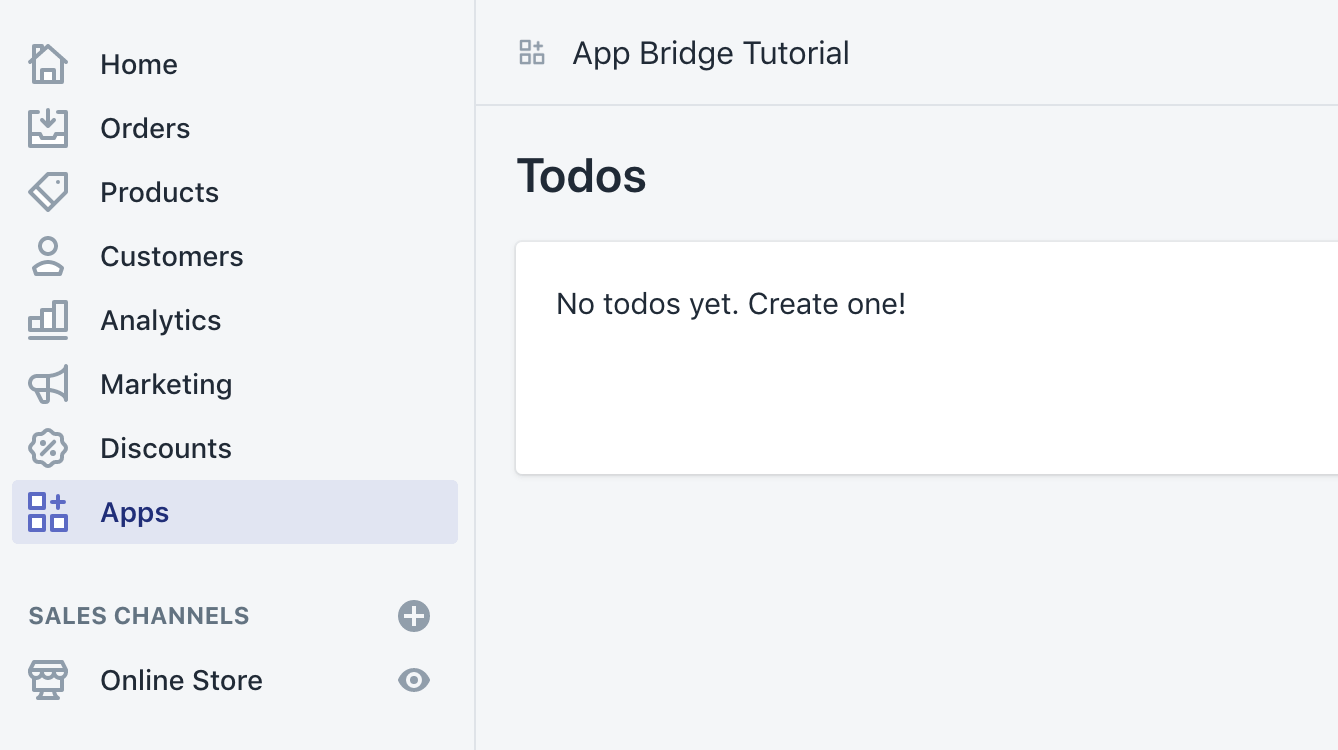 Home
Orders
Products
Customers
Analytics
Marketing
Discounts
Apps
SALES CHANNELS
Online Store
App Bridge Tutorial
Todos
No todos yet. Create one!